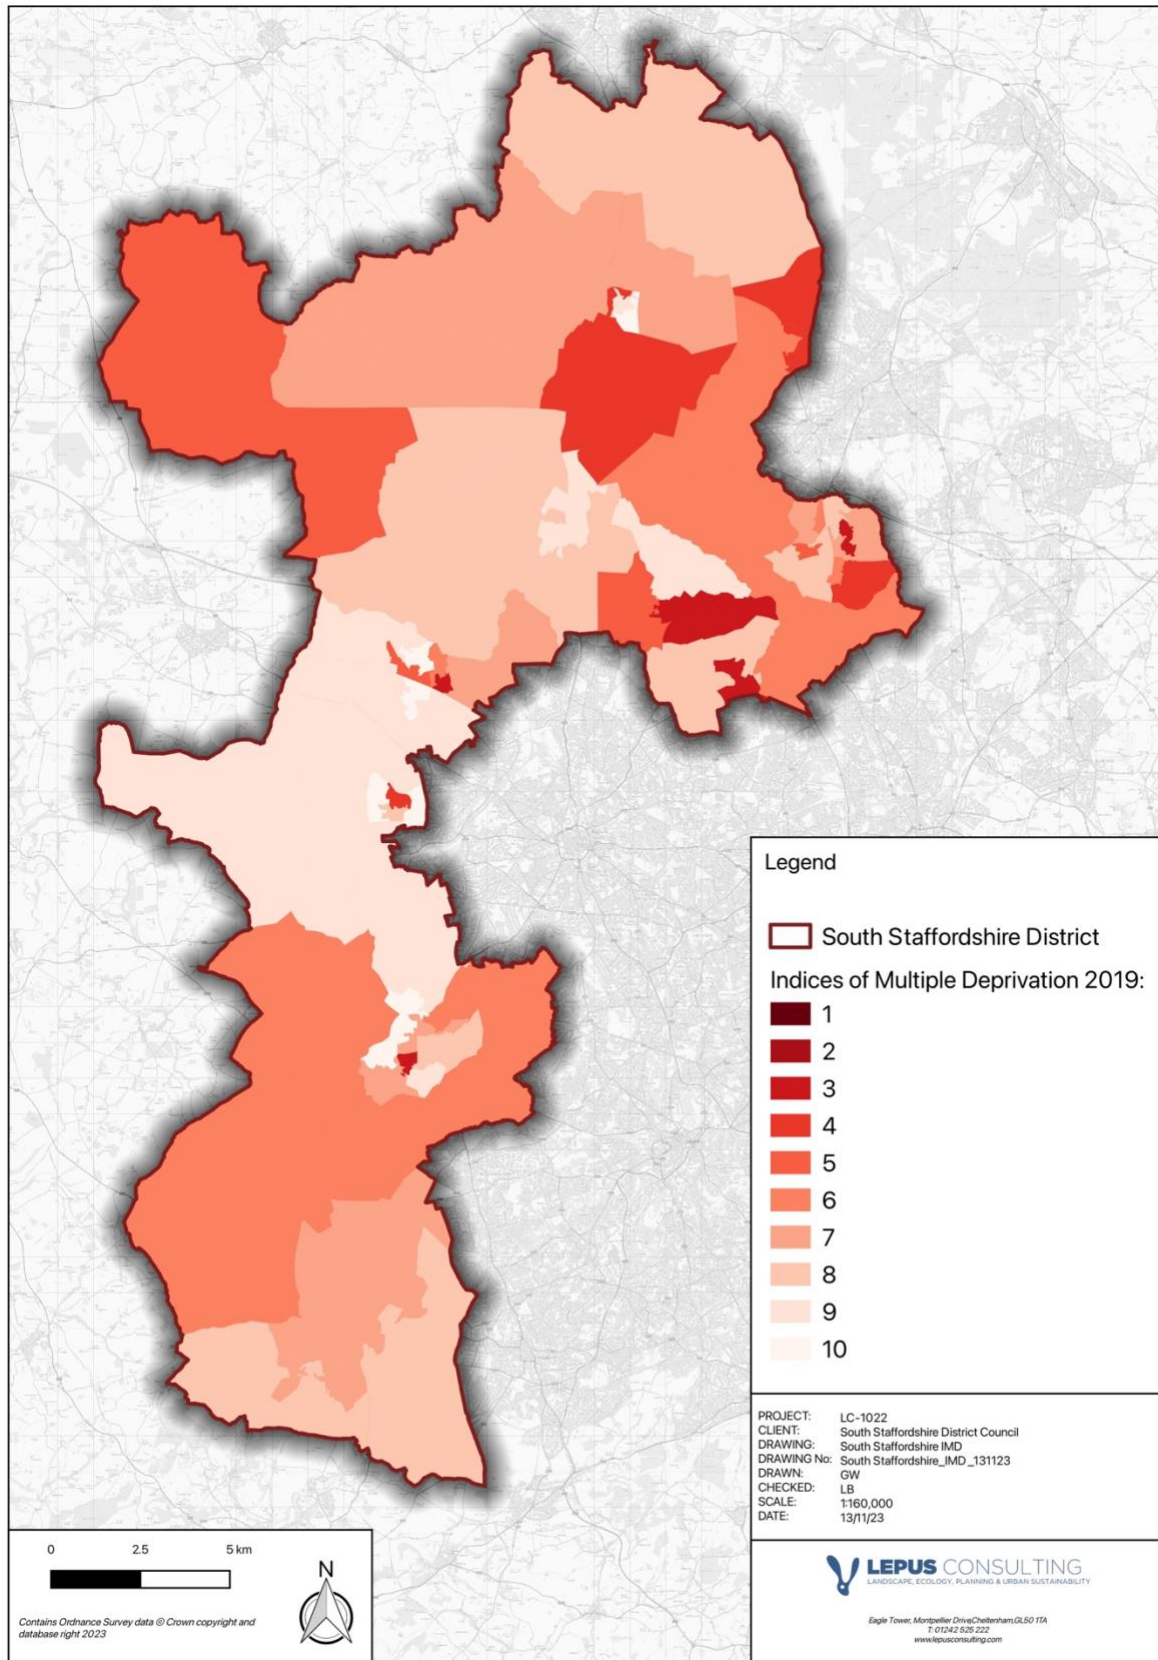 Legend
South Staffordshire District
Indices of Multiple Deprivation 2019:
1
2
3
4
5
6
7
8
9
10
PROJECT: LC-1022
CLIENT: South Staffordshire District Council
DRAWING: South Staffordshire IMD
DRAWING No: South Staffordshire_IMD_131123
DRAWN: GW
CHECKED: LB
SCALE: 1:160,000
DATE: 13/11/23
0 2.5 5 km
N
Contains Ordnance Survey data © Crown copyright and
database right 2023
LEPUS CONSULTING
LANDSCAPE, ECOLOGY, PLANNING & URBAN SUSTAINABILITY
Eagle Tower, Montpellier Drive,Cheltenham,GL50 1TA
T: 01242 525 222
www.lepusconsulting.com